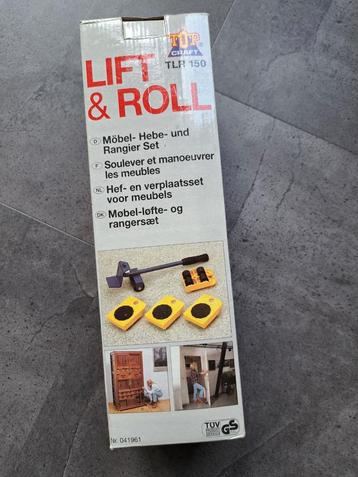 TOP
CRAFT
LIFT
& ROLL
TLR 150
D Möbel- Hebe- und
Rangier Set
F Soulever et manoeuvrer
les meubles
NL Hef- en verplaatsset
voor meubels
DK Møbel-løfte- og
rangersæt
TÜV
GS
Nr. 041961